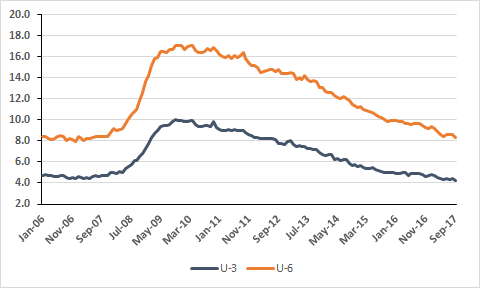 20.0
18.0
16.0
14.0
12.0
10.0
8.0
6.0
4.0
2.0
Jan-06
Nov-06
Sep-07
Jul-08
May-09
Mar-10
Jan-11
Nov-11
Sep-12
Jul-13
May-14
Mar-15
Jan-16
Nov-16
Sep-17
U-3 U-6